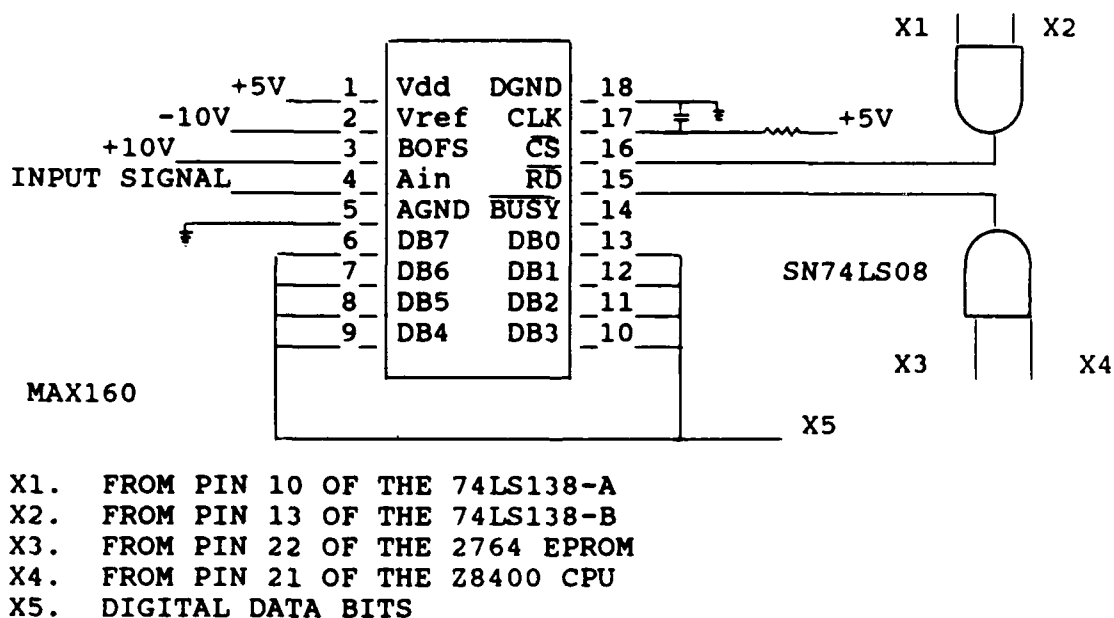 X1 X2
+5V 1 Vdd DGND 18
-10V 2 Vref CLK 17 +5V
+10V 3 BOFS CS 16
INPUT SIGNAL 4 Ain RD 15
5 AGND BUSY 14
6 DB7 DB0 13
7 DB6 DB1 12 SN74LS08
8 DB5 DB2 11
9 DB4 DB3 10
X3 X4
MAX160
X5
X1. FROM PIN 10 OF THE 74LS138-A
X2. FROM PIN 13 OF THE 74LS138-B
X3. FROM PIN 22 OF THE 2764 EPROM
X4. FROM PIN 21 OF THE Z8400 CPU
X5. DIGITAL DATA BITS